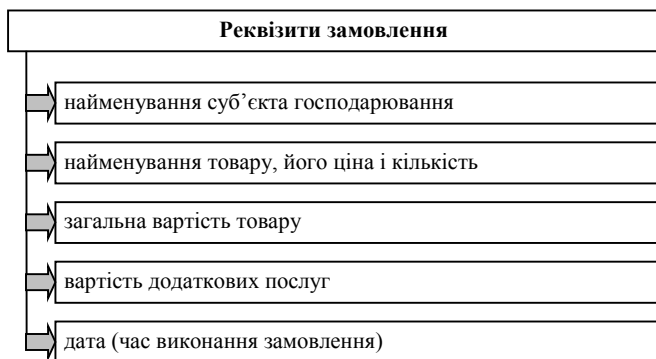 Реквізити замовлення
найменування суб’єкта господарювання
найменування товару, його ціна і кількість
загальна вартість товару
вартість додаткових послуг
дата (час виконання замовлення)